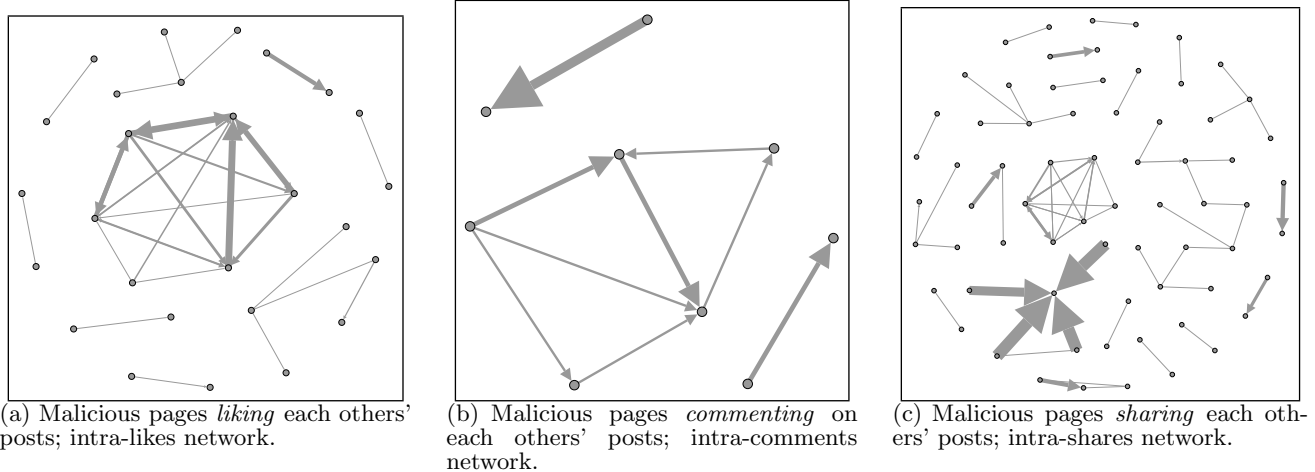 (a) Malicious pages liking each others'
posts; intra-likes network.
(b) Malicious pages commenting on
each others' posts; intra-comments
network.
(c) Malicious pages sharing each oth-
ers' posts; intra-shares network.